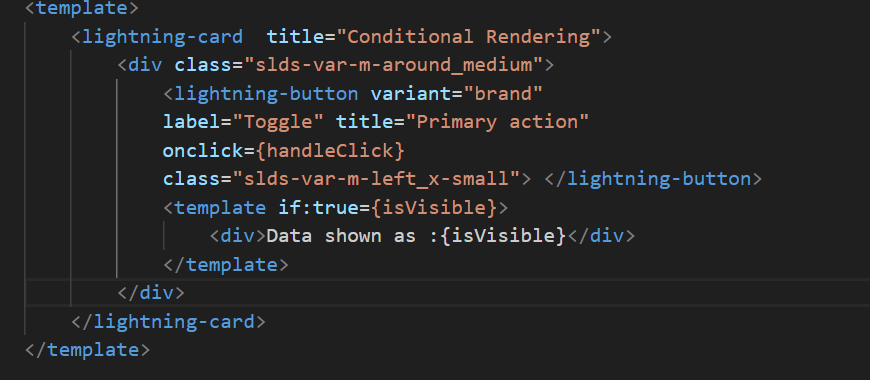 <template>
<lightning-card  title="Conditional Rendering">
<div class="slds-var-m-around_medium">
<lightning-button variant="brand"
label="Toggle" title="Primary action"
onclick={handleClick}
class="slds-var-m-left_x-small"> </lightning-button>
<template if:true={isVisible}>
<div>Data shown as :{isVisible}</div>
</template>
</div>
</lightning-card>
</template>